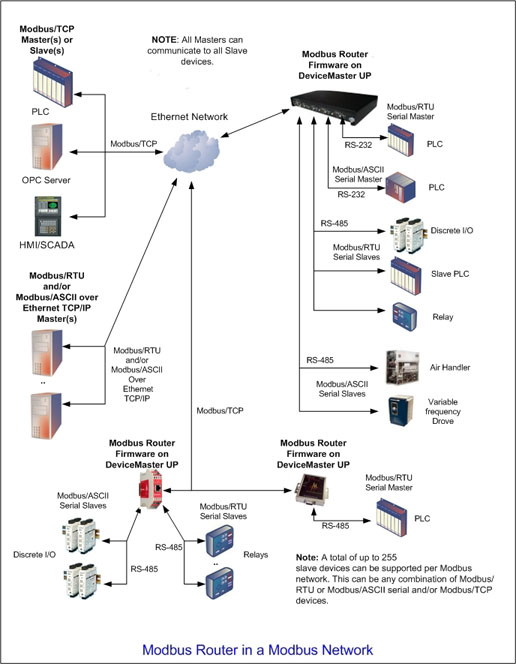 Modbus/TCP
Master(s) or
Slave(s)
NOTE: All Masters can
communicate to all Slave
devices.
Modbus Router
Firmware on
DeviceMaster UP
PLC
Ethernet Network
Modbus/RTU
Serial Master
RS-232
PLC
Modbus/TCP
OPC Server
Modbus/ASCII
Serial Master
RS-232
PLC
HMI/SCADA
RS-485
Discrete I/O
Modbus/RTU
Serial Slaves
Slave PLC
Relay
Modbus/RTU
and/or
Modbus/ASCII over
Ethernet TCP/IP
Master(s)
..
Modbus/RTU
and/or
Modbus/ASCII
Over
Ethernet
TCP/IP
RS-485
Air Handler
Modbus/ASCII
Serial Slaves
Variable
frequency
Drove
Modbus/TCP
Modbus Router
Firmware on
DeviceMaster UP
Modbus Router
Firmware on
DeviceMaster UP
Modbus/ASCII
Serial Slaves
Modbus/RTU
Serial Slaves
Modbus/RTU
Serial Master
RS-485
PLC
Discrete I/O
RS-485
RS-485
Relays
..
Note: A total of up to 255
slave devices can be supported per Modbus
network. This can be any combination of Modbus/
RTU or Modbus/ASCII serial and/or Modbus/TCP
devices.
Modbus Router in a Modbus Network